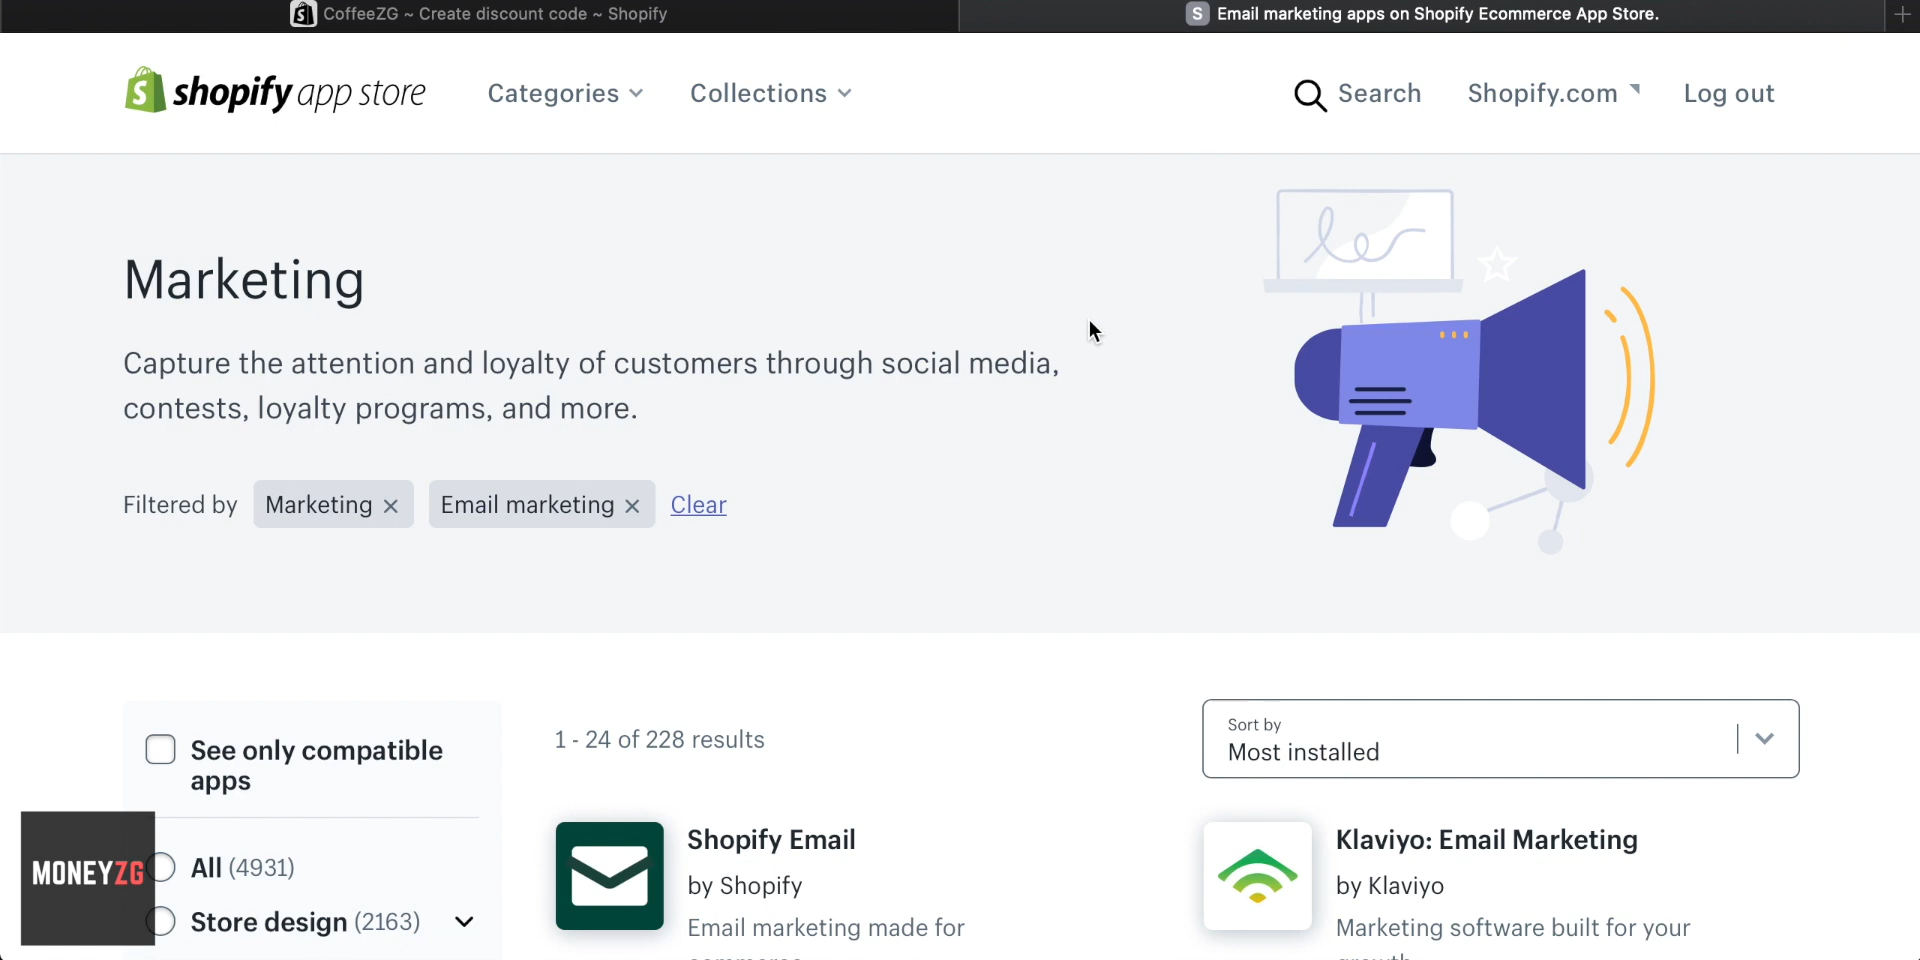 CoffeeZG ~ Create discount code ~ Shopify
S Email marketing apps on Shopify Ecommerce App Store.
shopify app store
Categories
Collections
Search
Shopify.com
Log out
Marketing
Capture the attention and loyalty of customers through social media,
contests, loyalty programs, and more.
Filtered by Marketing × Email marketing × Clear
See only compatible
apps
All (4931)
Store design (2163)
1 - 24 of 228 results
Sort by
Most installed
Shopify Email
by Shopify
Email marketing made for
Klaviyo: Email Marketing
by Klaviyo
Marketing software built for your
MONEYZG